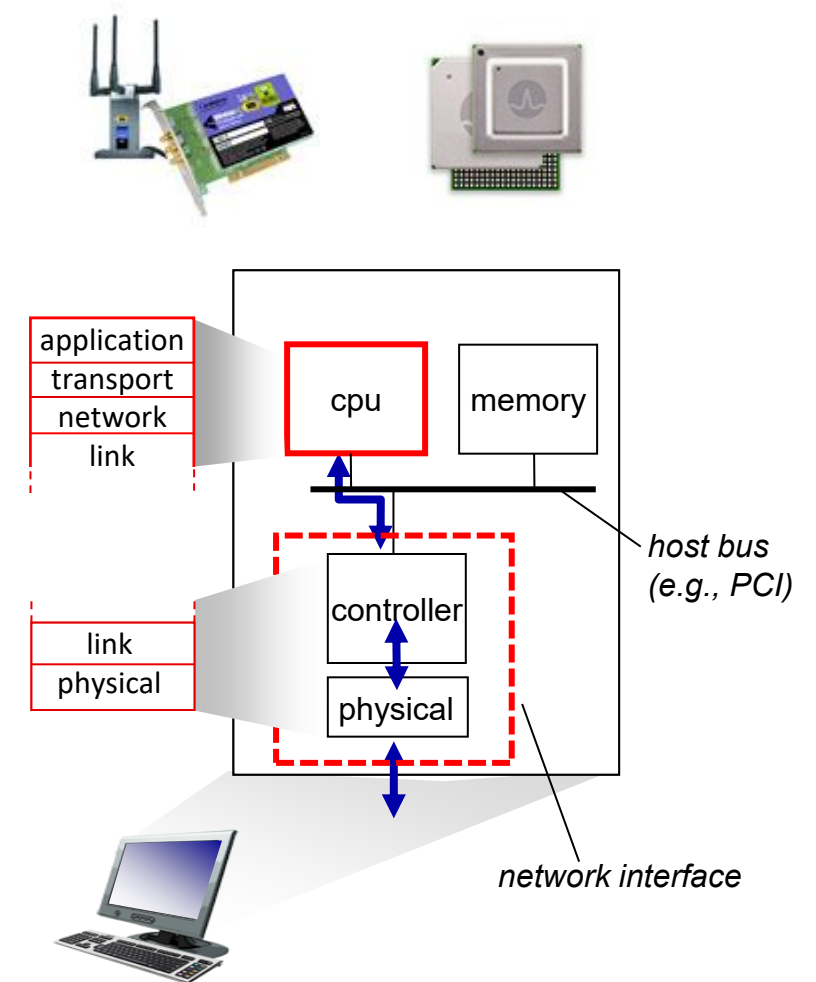 application
transport
network
link
cpu
memory
host bus
(e.g., PCI)
controller
link
physical
physical
network interface